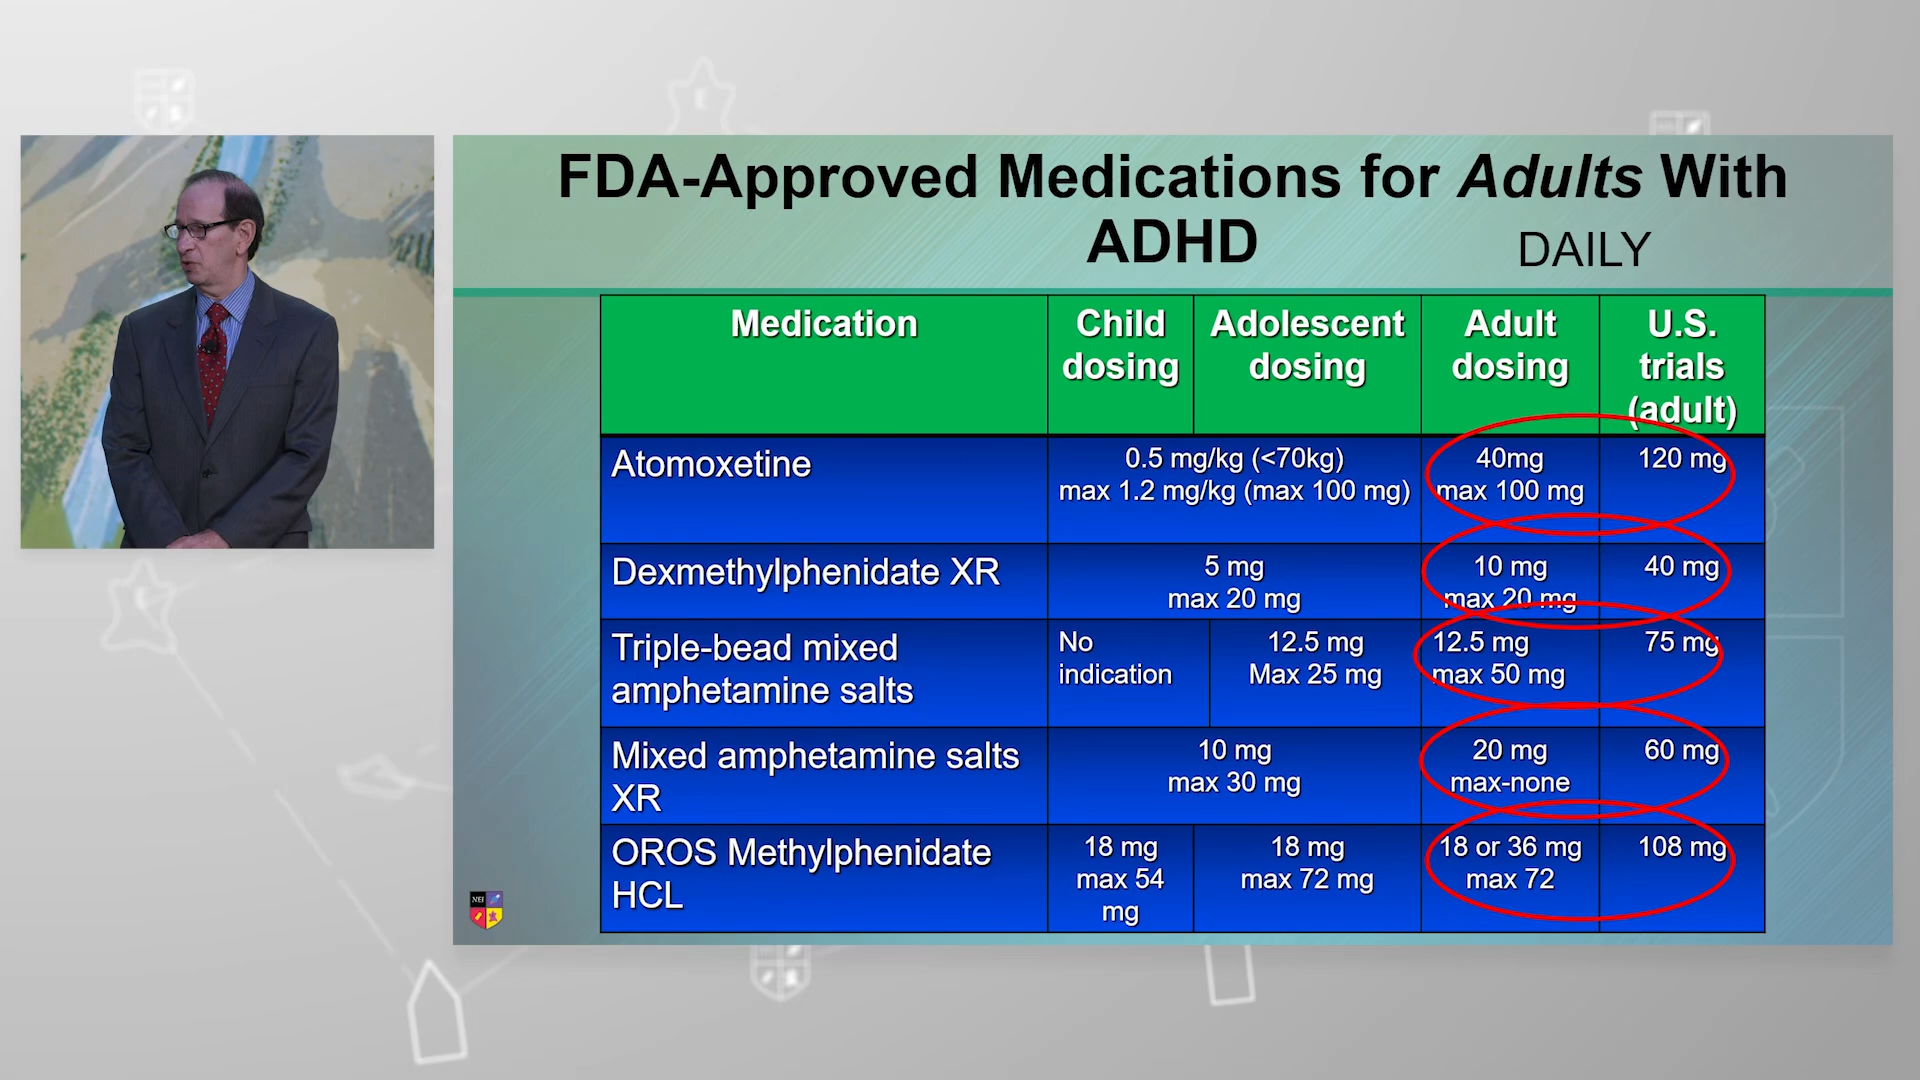 FDA-Approved Medications for Adults With
ADHD
DAILY
Medication
Child
dosing
Adolescent
dosing
Adult
dosing
U.S.
trials
(adult)
Atomoxetine
0.5 mg/kg (<70kg)
max 1.2 mg/kg (max 100 mg)
40mg
max 100 mg
120 mg
Dexmethylphenidate XR
5 mg
max 20 mg
10 mg
max 20 mg
40 mg
Triple-bead mixed
amphetamine salts
No
indication
12.5 mg
Max 25 mg
12.5 mg
max 50 mg
75 mg
Mixed amphetamine salts
XR
10 mg
max 30 mg
20 mg
max-none
60 mg
OROS Methylphenidate
HCL
18 mg
max 54
mg
18 mg
max 72 mg
18 or 36 mg
max 72
108 mg
NEI